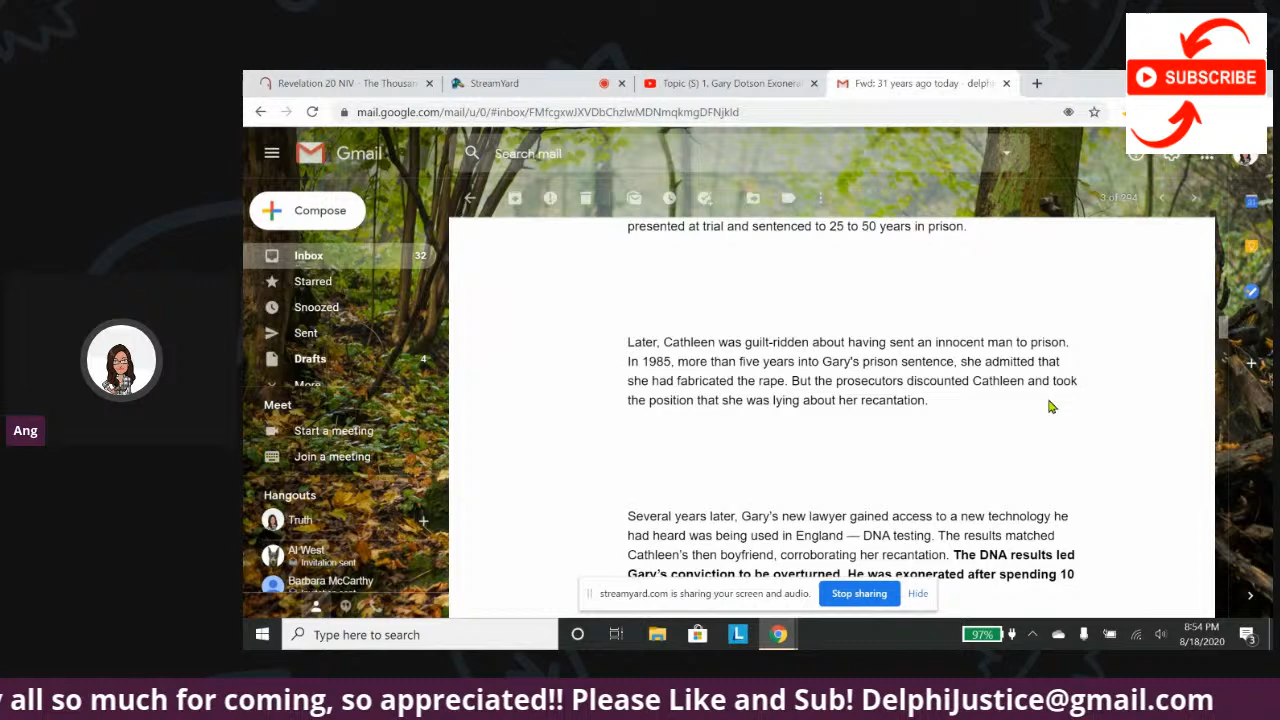 SUBSCRIBE
Revelation 20 NIV - The Thousan
StreamYard
Topic (S) 1, Gary Dotson Exonera
Fwd: 31 years ago today - delphi
mail.google.com/mail/u/0/#inbox/FMfcgxwJXVDbChzlwMDNmqkmgDFNjkld
Gmail
Search mail
3 of 294
Compose
Inbox 32
Starred
Snoozed
Sent
Drafts 4
More
Meet
Start a meeting
Join a meeting
Hangouts
Truth
Al West
Invitation sent
Barbara McCarthy
presented at trial and sentenced to 25 to 50 years in prison.
Later, Cathleen was guilt-ridden about having sent an innocent man to prison.
In 1985, more than five years into Gary's prison sentence, she admitted that
she had fabricated the rape. But the prosecutors discounted Cathleen and took
the position that she was lying about her recantation.
Several years later, Gary's new lawyer gained access to a new technology he
had heard was being used in England — DNA testing. The results matched
Cathleen's then boyfriend, corroborating her recantation. The DNA results led
Gary's conviction to be overturned. He was exonerated after spending 10
streamyard.com is sharing your screen and audio.
Stop sharing
Hide
Ang
Type here to search
97%
8:54 PM
8/18/2020
3
all so much for coming, so appreciated!! Please Like and Sub! DelphiJustice@gmail.com